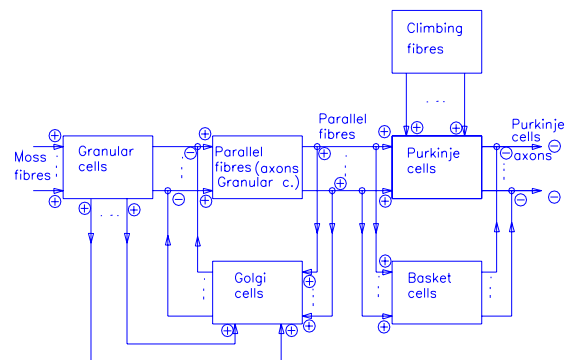 Climbing
fibres
Parallel
fibres
Purkinje
cells
axons
Moss
fibres
Granular
cells
Parallel
fibres (axons
Granular c.)
Purkinje
cells
Golgi
cells
Basket
cells